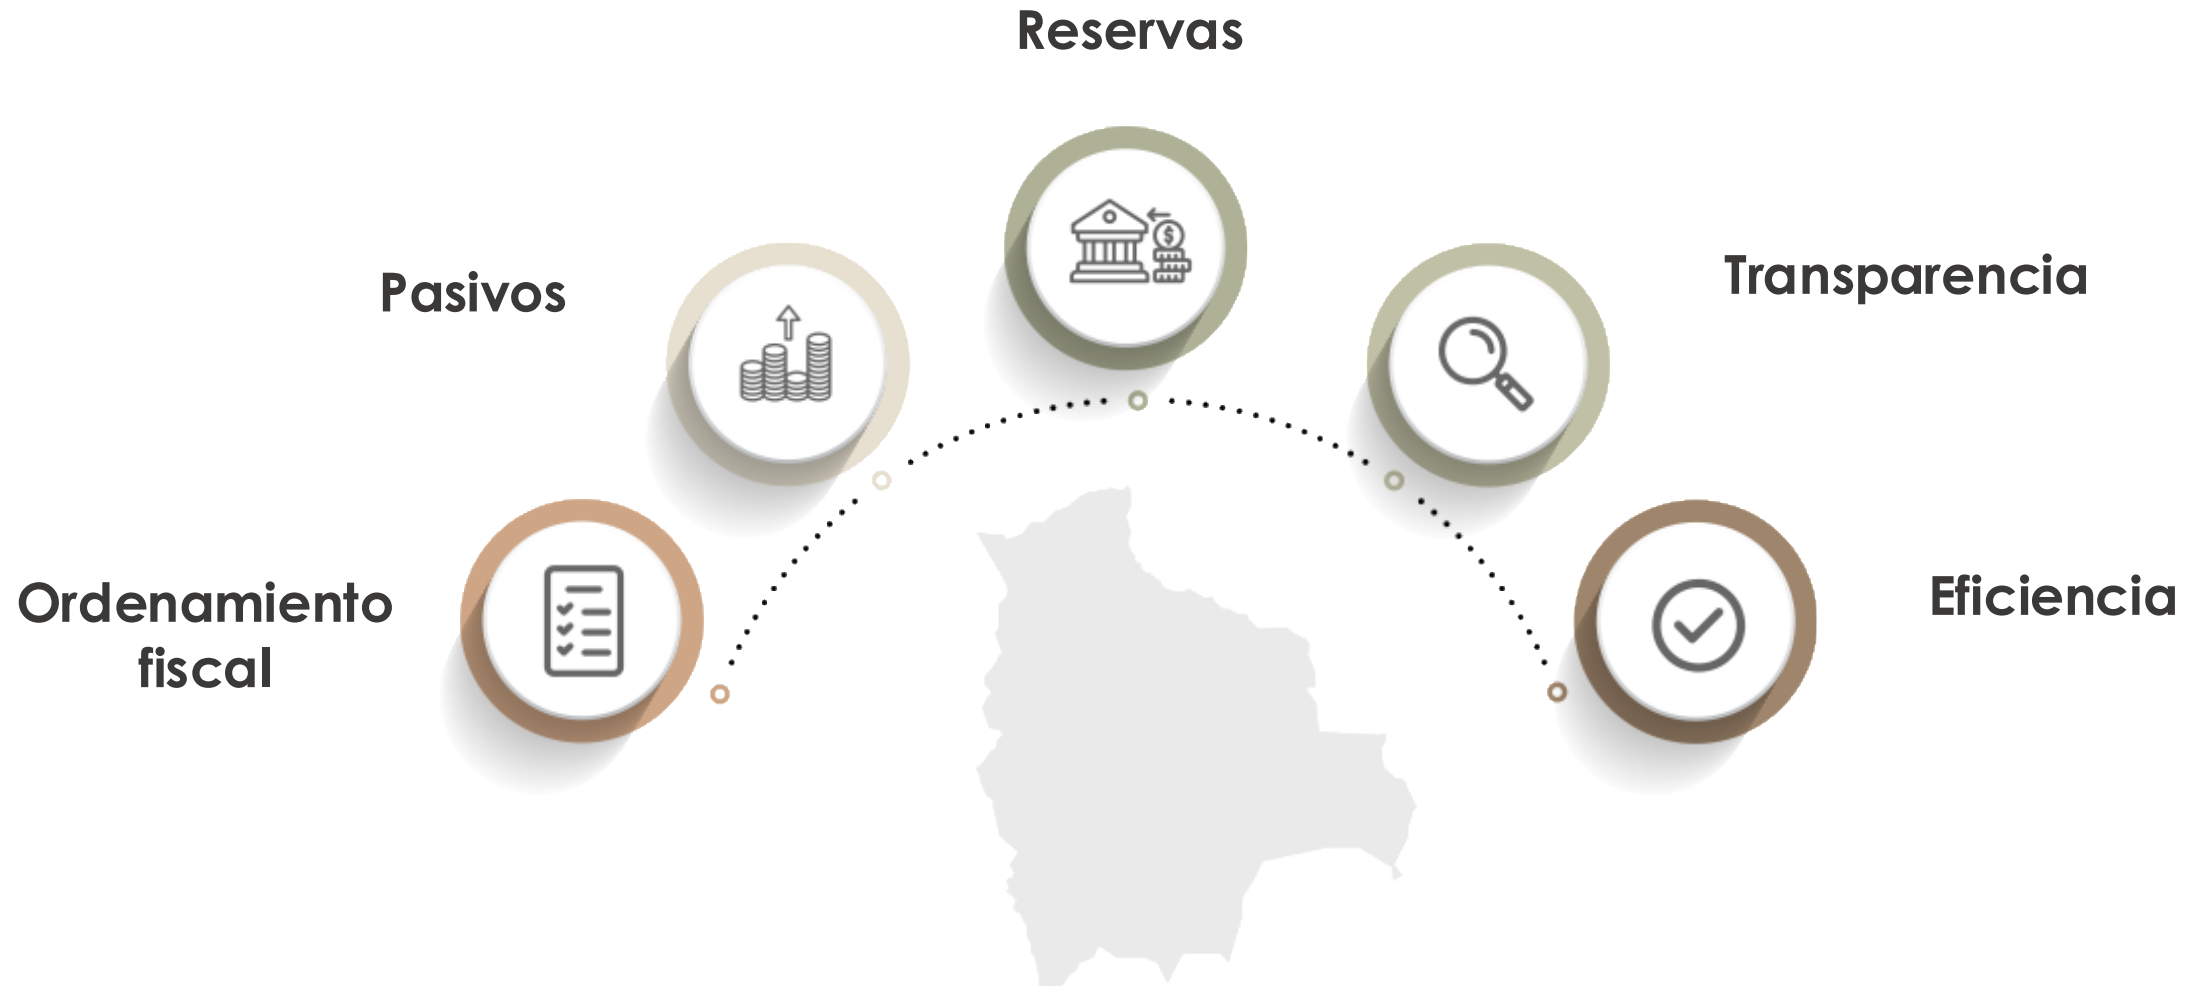 Reservas
Pasivos
Transparencia
Ordenamiento
fiscal
Eficiencia